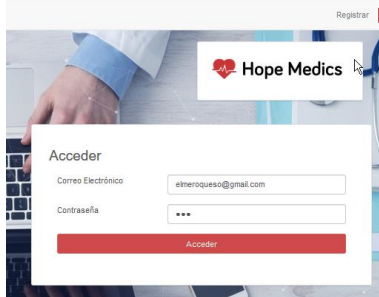 Registrar
Hope Medics
Acceder
Correo Electrónico
elmeroqueso@gmail.com
Contraseña
Acceder